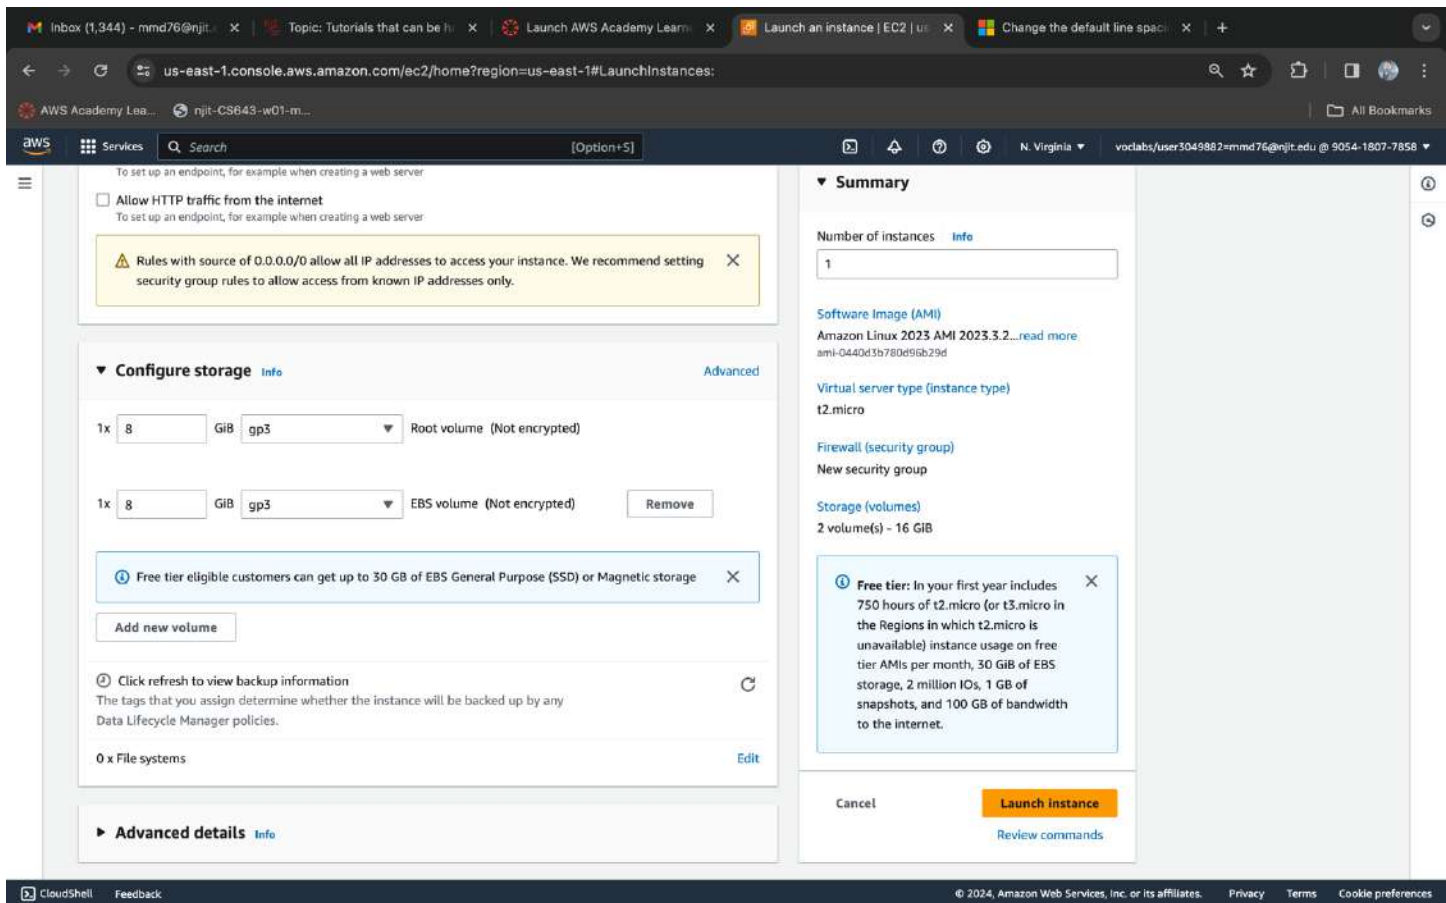 Inbox (1,344) - mmd76@njit.
Topic: Tutorials that can be h
Launch AWS Academy Learn
Launch an instance | EC2 | us
Change the default line spaci
us-east-1.console.aws.amazon.com/ec2/home?region=us-east-1#LaunchInstances:
AWS Academy Lea...
njit-CS643-w01-m...
All Bookmarks
aws
Services
Search
[Option+S]
N. Virginia
voclabs/user3049882=mmd76@njit.edu @ 9054-1807-7858
To set up an endpoint, for example when creating a web server
Allow HTTP traffic from the internet
To set up an endpoint, for example when creating a web server
Rules with source of 0.0.0.0/0 allow all IP addresses to access your instance. We recommend setting
security group rules to allow access from known IP addresses only.
Configure storage Info
Advanced
1x 8 GiB gp3 Root volume (Not encrypted)
1x 8 GiB gp3 EBS volume (Not encrypted) Remove
Free tier eligible customers can get up to 30 GB of EBS General Purpose (SSD) or Magnetic storage
Add new volume
Click refresh to view backup information
The tags that you assign determine whether the instance will be backed up by any
Data Lifecycle Manager policies.
0 x File systems
Edit
Advanced details Info
Summary
Number of instances Info
1
Software Image (AMI)
Amazon Linux 2023 AMI 2023.3.2...read more
ami-0440d3b780d96b29d
Virtual server type (instance type)
t2.micro
Firewall (security group)
New security group
Storage (volumes)
2 volume(s) - 16 GiB
Free tier: In your first year includes
750 hours of t2.micro (or t3.micro in
the Regions in which t2.micro is
unavailable) instance usage on free
tier AMIs per month, 30 GiB of EBS
storage, 2 million IOs, 1 GB of
snapshots, and 100 GB of bandwidth
to the internet.
Cancel
Launch instance
Review commands
CloudShell
Feedback
© 2024, Amazon Web Services, Inc. or its affiliates.
Privacy
Terms
Cookie preferences